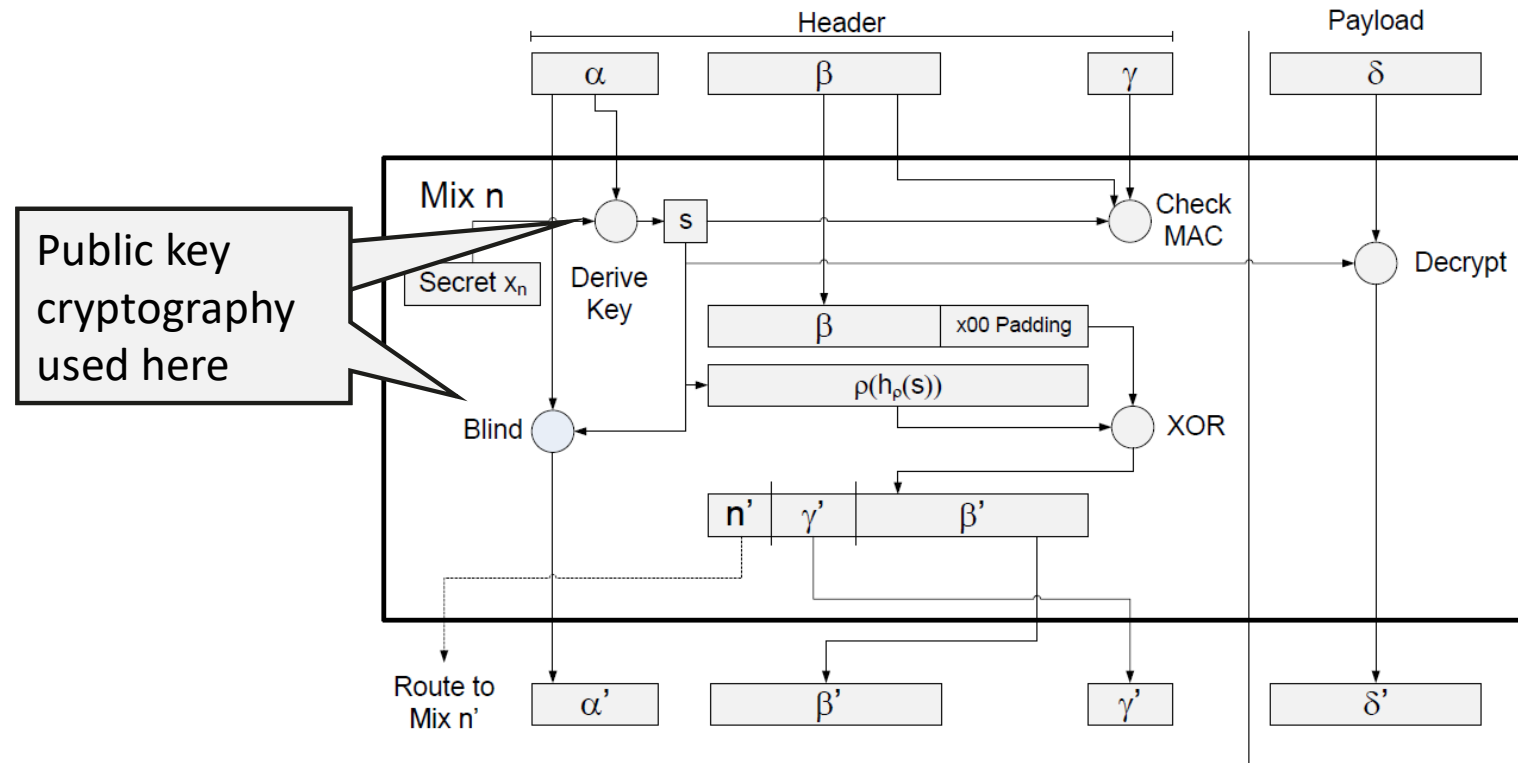 Header
Payload
α
β
γ
δ
Mix n
Public key
cryptography
used here
Secret xₙ
Derive
Key
s
Check
MAC
Decrypt
β
x00 Padding
ρ(hᵨ(s))
Blind
XOR
n’
γ’
β’
Route to
Mix n’
α’
β’
γ’
δ’